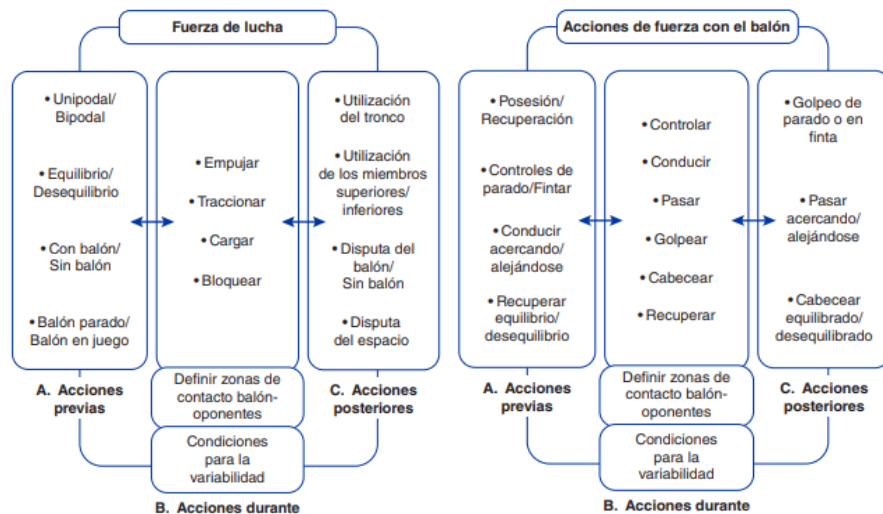 Fuerza de lucha
• Unipodal/
Bipodal
• Equilibrio/
Desequilibrio
• Con balón/
Sin balón
• Balón parado/
Balón en juego
A. Acciones
previas
• Empujar
• Traccionar
• Cargar
• Bloquear
Definir zonas de
contacto balón-
oponentes
Condiciones
para la
variabilidad
B. Acciones durante
• Utilización
del tronco
• Utilización
de los miembros
superiores/
inferiores
• Disputa del
balón/
Sin balón
• Disputa
del espacio
C. Acciones
posteriores
Acciones de fuerza con el balón
• Posesión/
Recuperación
• Controles
de parado/Fintar
• Conducir
acercando/
alejándose
• Recuperar
equilibrio/
desequilibrio
A. Acciones
previas
• Controlar
• Conducir
• Pasar
• Golpear
• Cabecear
• Recuperar
Definir zonas de
contacto balón-
oponentes
Condiciones
para la
variabilidad
B. Acciones durante
• Golpeo de
parado o en
finta
• Pasar
acercando/
alejándose
• Cabecear
equilibrado/
desequilibrado
C. Acciones
posteriores